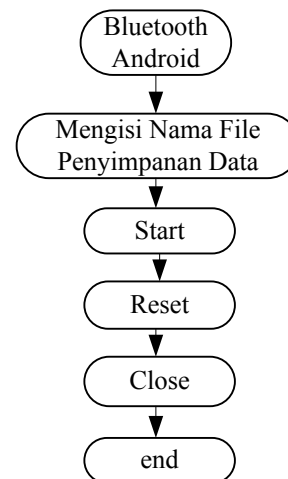 Bluetooth
Android
Mengisi Nama File
Penyimpanan Data
Start
Reset
Close
end